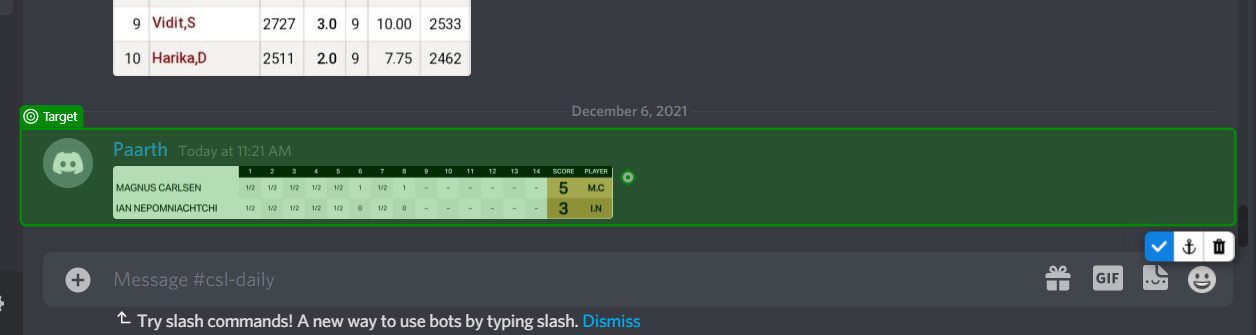 9 Vidit,S 2727 3.0 9 10.00 2533
10 Harika,D 2511 2.0 9 7.75 2462
December 6, 2021
Target
Paarth Today at 11:21 AM
1 2 3 4 5 6 7 8 9 10 11 12 13 14 SCORE PLAYER
MAGNUS CARLSEN 1/2 1/2 1/2 1/2 1/2 1 1/2 1 - - - - - - 5 M.C
IAN NEPOMNIACHTCHI 1/2 1/2 1/2 1/2 1/2 0 1/2 0 - - - - - - 3 I.N
Message #csl-daily
GIF
Try slash commands! A new way to use bots by typing slash. Dismiss